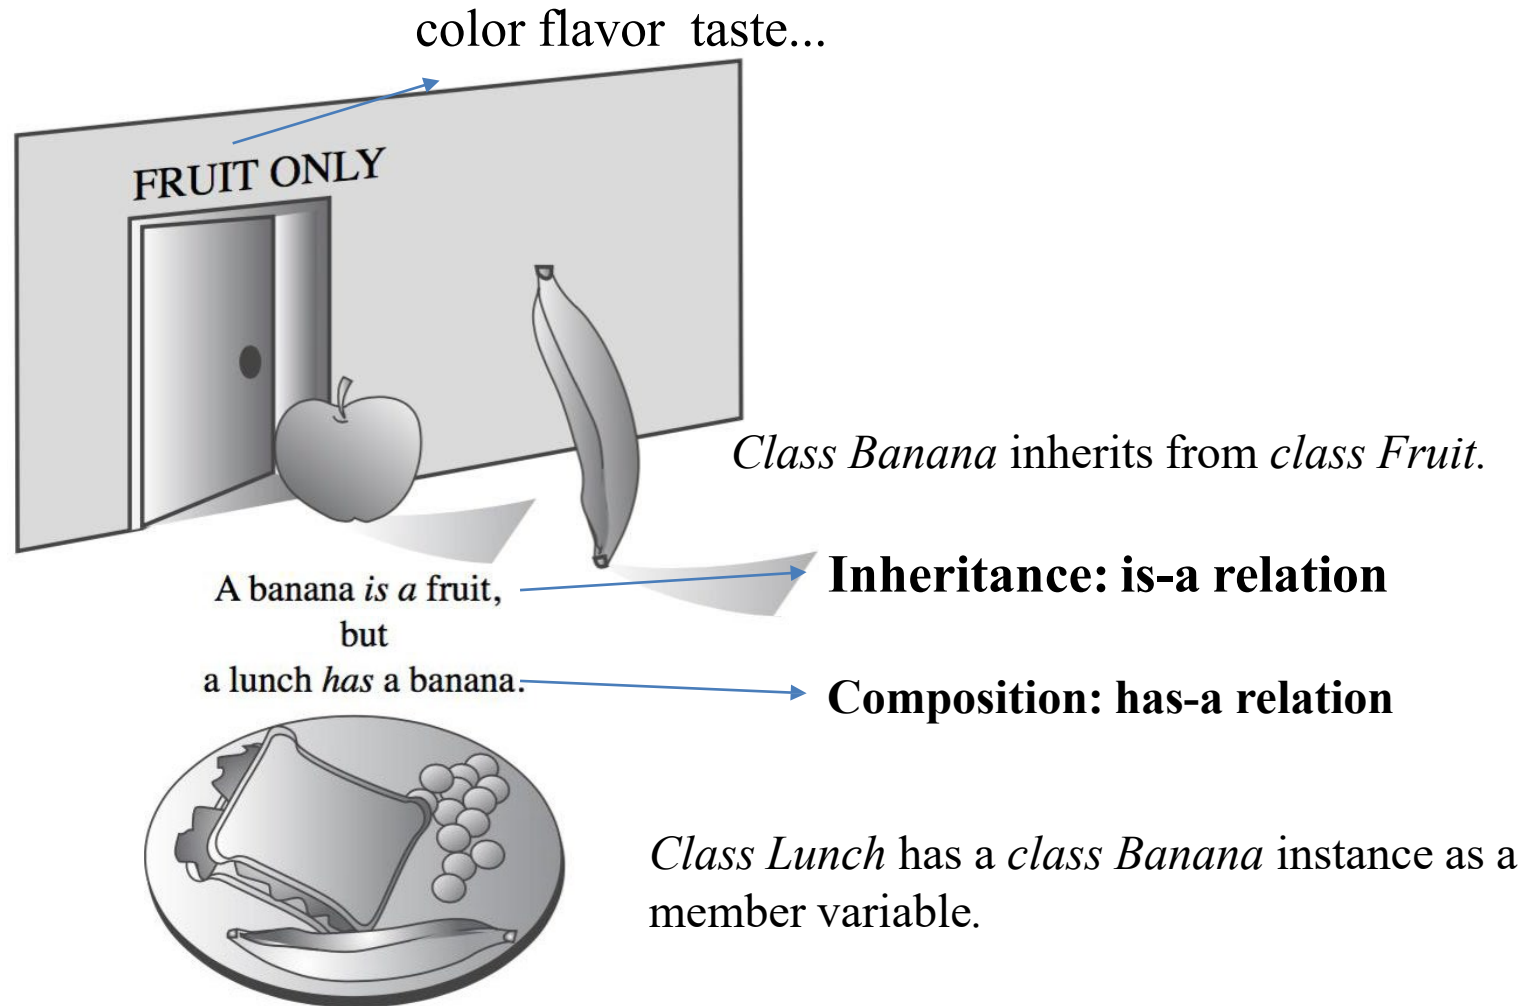 color flavor taste...
FRUIT ONLY
Class Banana inherits from class Fruit.
A banana is a fruit,
but
a lunch has a banana.
Inheritance: is-a relation
Composition: has-a relation
Class Lunch has a class Banana instance as a
member variable.